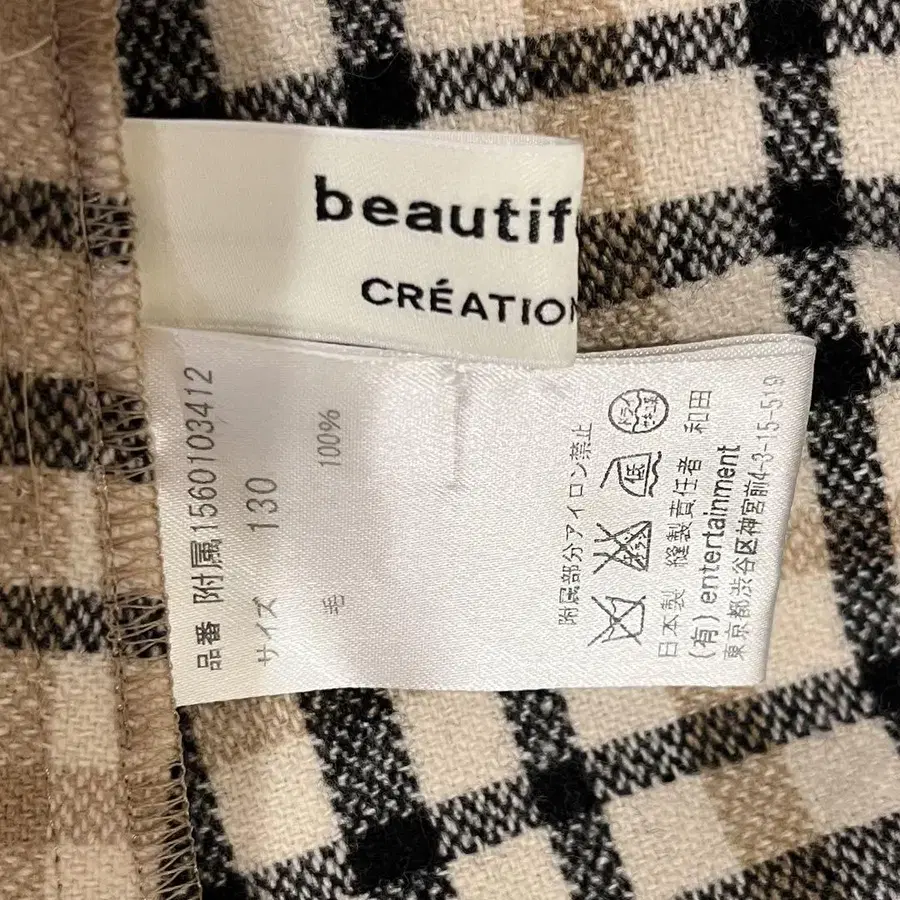 beautif
CRÉATION
品番 附属1560103412
サイズ 130
毛 100%
附属部分アイロン禁止
低
日本製 縫製責任者 和田
(有) entertainment
東京都渋谷区神宮前4-3-15-519